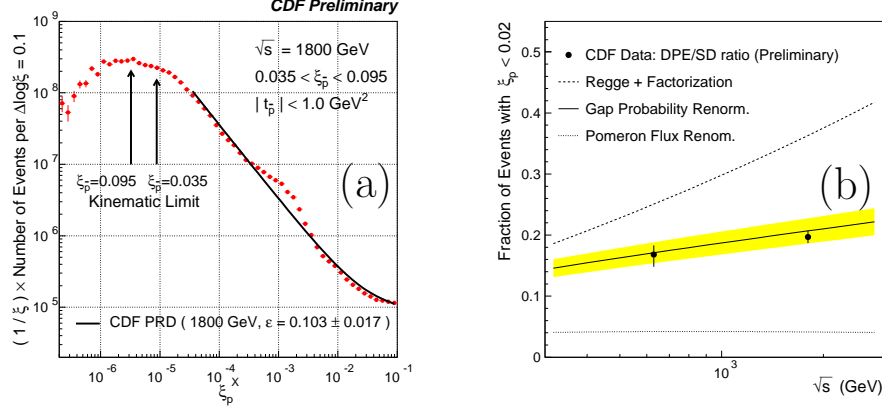 CDF Preliminary
(a)
√s = 1800 GeV
0.035 < ξp̄ < 0.095
| tp̄ | < 1.0 GeV²
ξp̄=0.095 ξp̄=0.035
Kinematic Limit
CDF PRD ( 1800 GeV, ε = 0.103 ± 0.017 )
( 1 / ξ ) × Number of Events per Δlogξ = 0.1
10⁹
10⁸
10⁷
10⁶
10⁵
10⁻⁶ 10⁻⁵ 10⁻⁴ 10⁻³ 10⁻² 10⁻¹
ξpˣ
(b)
CDF Data: DPE/SD ratio (Preliminary)
Regge + Factorization
Gap Probability Renorm.
Pomeron Flux Renom.
Fraction of Events with ξp < 0.02
0.5
0.4
0.3
0.2
0.1
0
10³
√s (GeV)